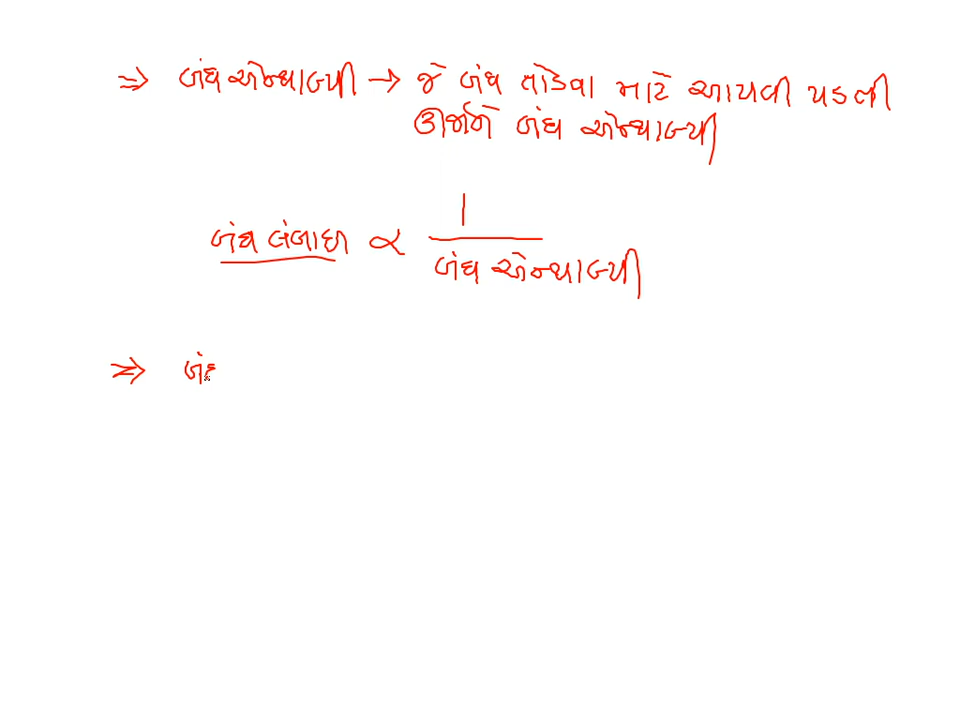 ⇒ બંધ એન્થાલ્પી → જે બંધ તોડવા માટે આપવી પડતી
ઊર્જાને બંધ એન્થાલ્પી
બંધ લંબાઇ ∝ 1
બંધ એન્થાલ્પી
⇒ બં